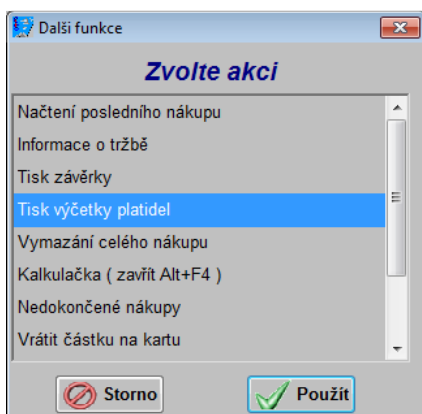 Další funkce
Zvolte akci
Načtení posledního nákupu
Informace o tržbě
Tisk závěrky
Tisk výčetky platidel
Vymazání celého nákupu
Kalkulačka ( zavřít Alt+F4 )
Nedokončené nákupy
Vrátit částku na kartu
Storno
Použít